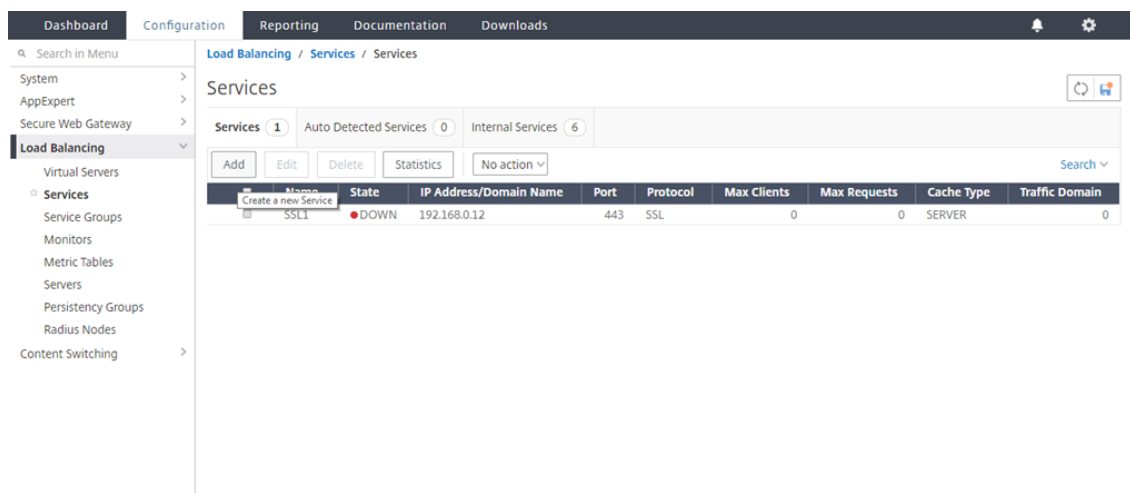 Dashboard Configuration Reporting Documentation Downloads
Search in Menu
System
AppExpert
Secure Web Gateway
Load Balancing
Virtual Servers
Services
Service Groups
Monitors
Metric Tables
Servers
Persistency Groups
Radius Nodes
Content Switching
Load Balancing / Services / Services
Services
Services 1 Auto Detected Services 0 Internal Services 6
Add Edit Delete Statistics No action Search
Name State IP Address/Domain Name Port Protocol Max Clients Max Requests Cache Type Traffic Domain
Create a new Service
SSL1 DOWN 192.168.0.12 443 SSL 0 0 SERVER 0